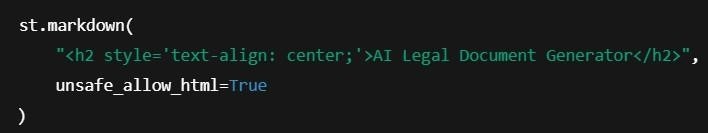 st.markdown(
    "<h2 style='text-align: center;'>AI Legal Document Generator</h2>",
    unsafe_allow_html=True
)